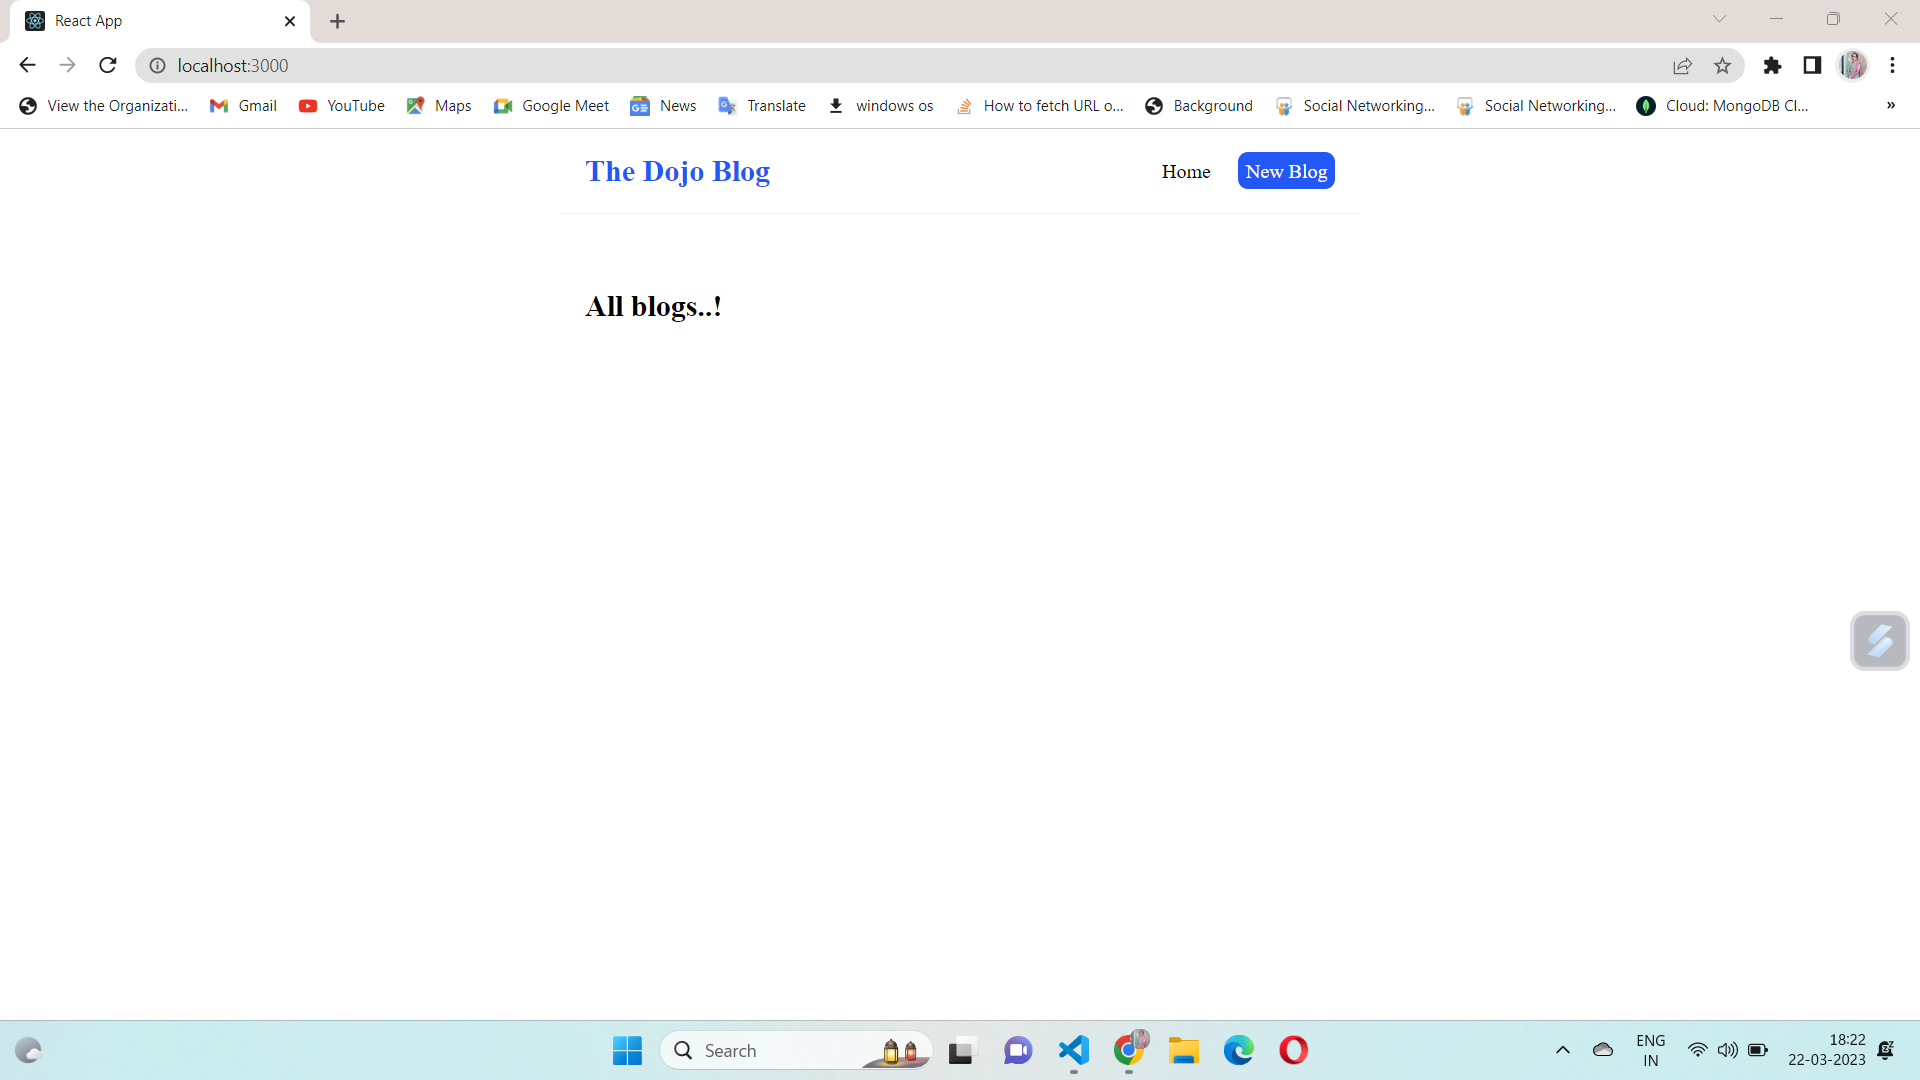 React App
localhost:3000
View the Organizati... Gmail YouTube Maps Google Meet News Translate windows os How to fetch URL o... Background Social Networking... Social Networking... Cloud: MongoDB Cl... »
The Dojo Blog Home New Blog
All blogs..!
Search
ENG
IN
18:22
22-03-2023